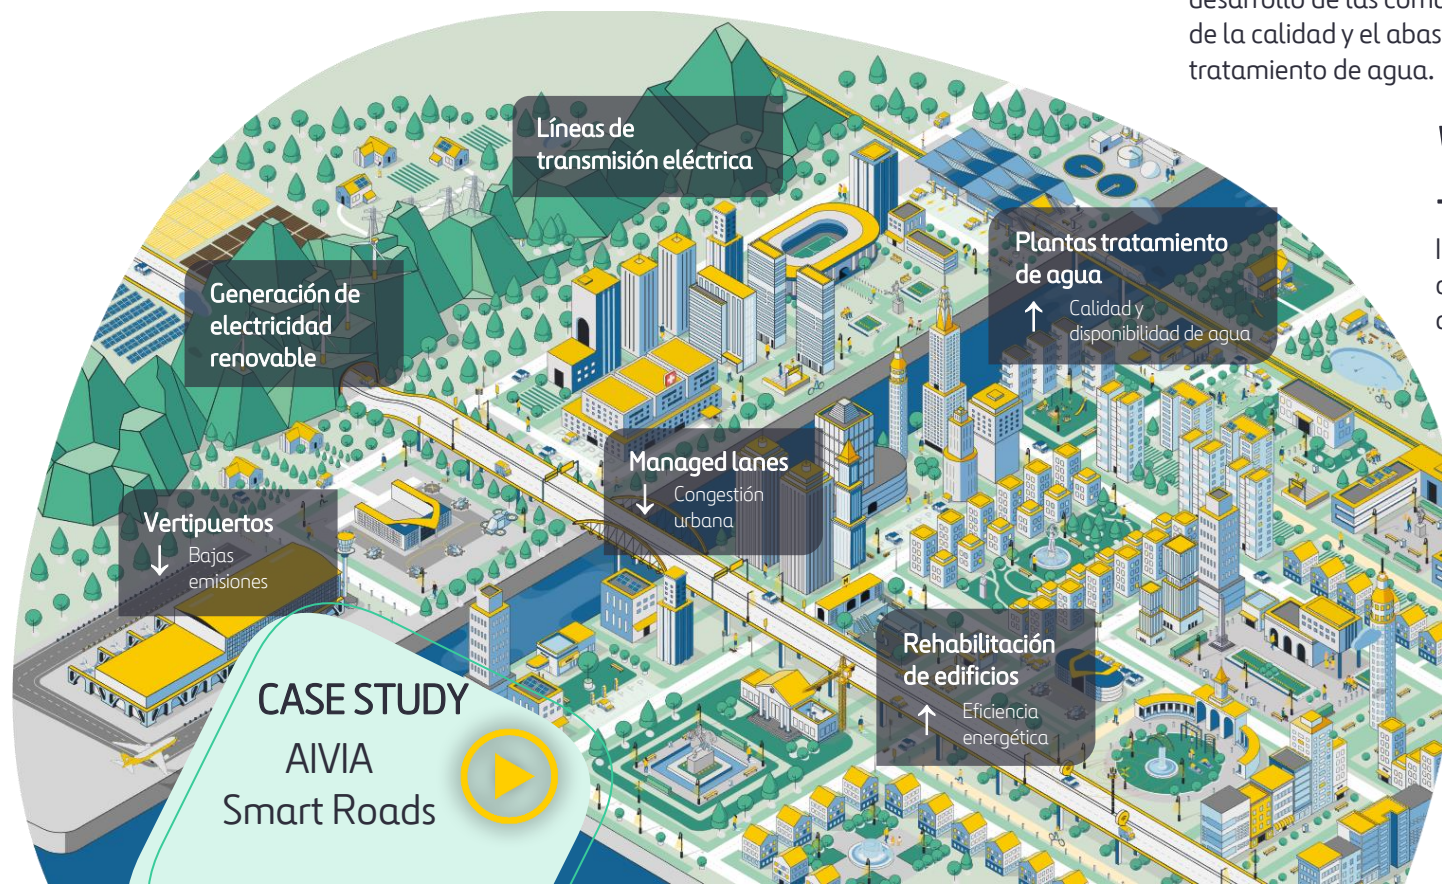 de la calidad y el abas
tratamiento de agua.
Líneas de
transmisión eléctrica
Plantas tratamiento
de agua
↑ Calidad y
disponibilidad de agua
Generación de
electricidad
renovable
Managed lanes
↓ Congestión
urbana
Vertipuertos
↓ Bajas
emisiones
Rehabilitación
de edificios
↑ Eficiencia
energética
CASE STUDY
AIVIA
Smart Roads